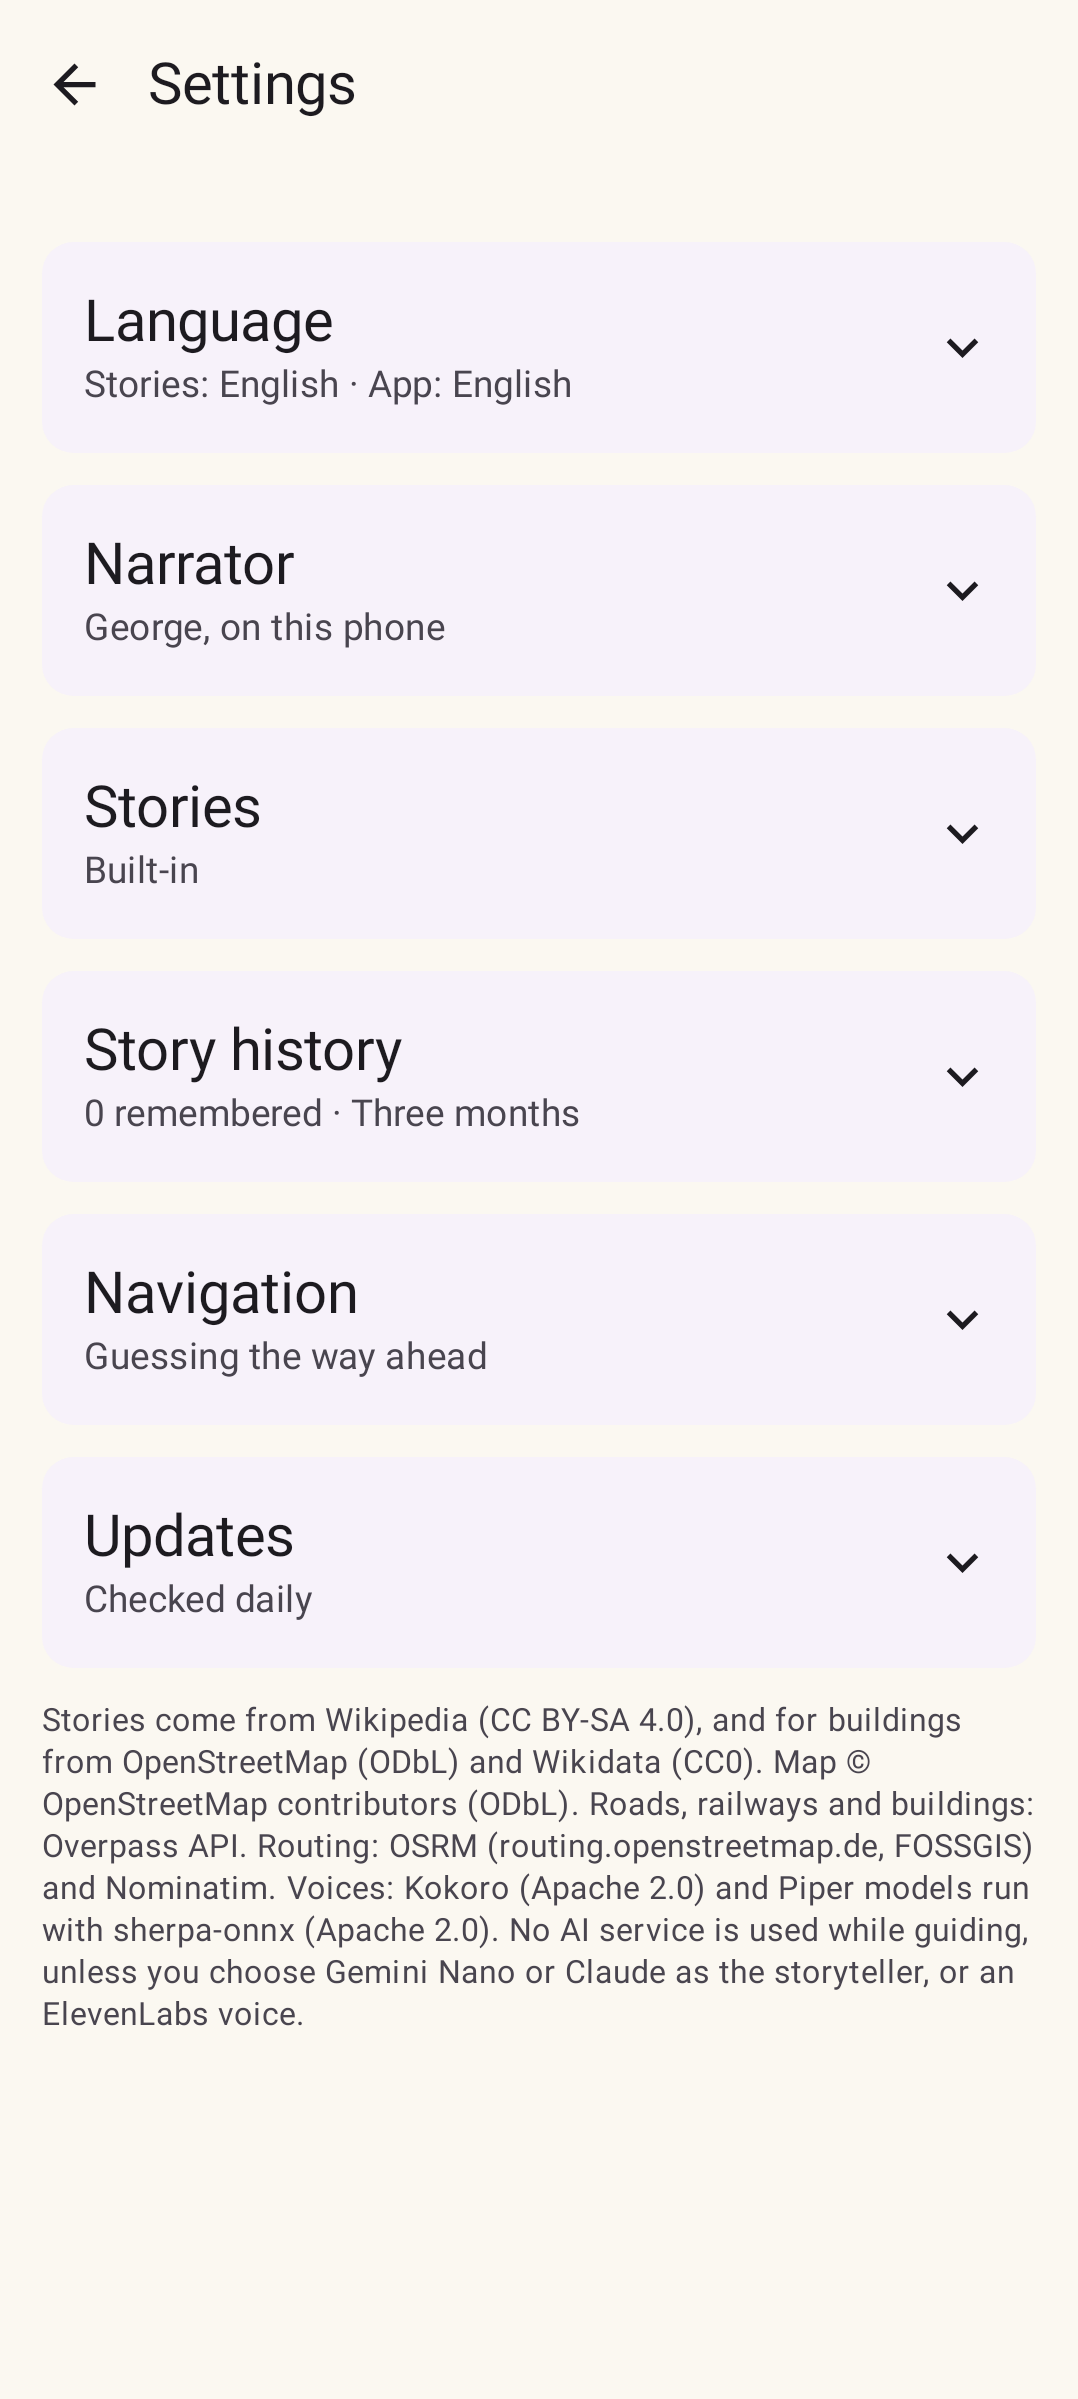 Settings
Language
Stories: English · App: English
Narrator
George, on this phone
Stories
Built-in
Story history
0 remembered · Three months
Navigation
Guessing the way ahead
Updates
Checked daily
Stories come from Wikipedia (CC BY-SA 4.0), and for buildings
from OpenStreetMap (ODbL) and Wikidata (CC0). Map ©
OpenStreetMap contributors (ODbL). Roads, railways and buildings:
Overpass API. Routing: OSRM (routing.openstreetmap.de, FOSSGIS)
and Nominatim. Voices: Kokoro (Apache 2.0) and Piper models run
with sherpa-onnx (Apache 2.0). No AI service is used while guiding,
unless you choose Gemini Nano or Claude as the storyteller, or an
ElevenLabs voice.